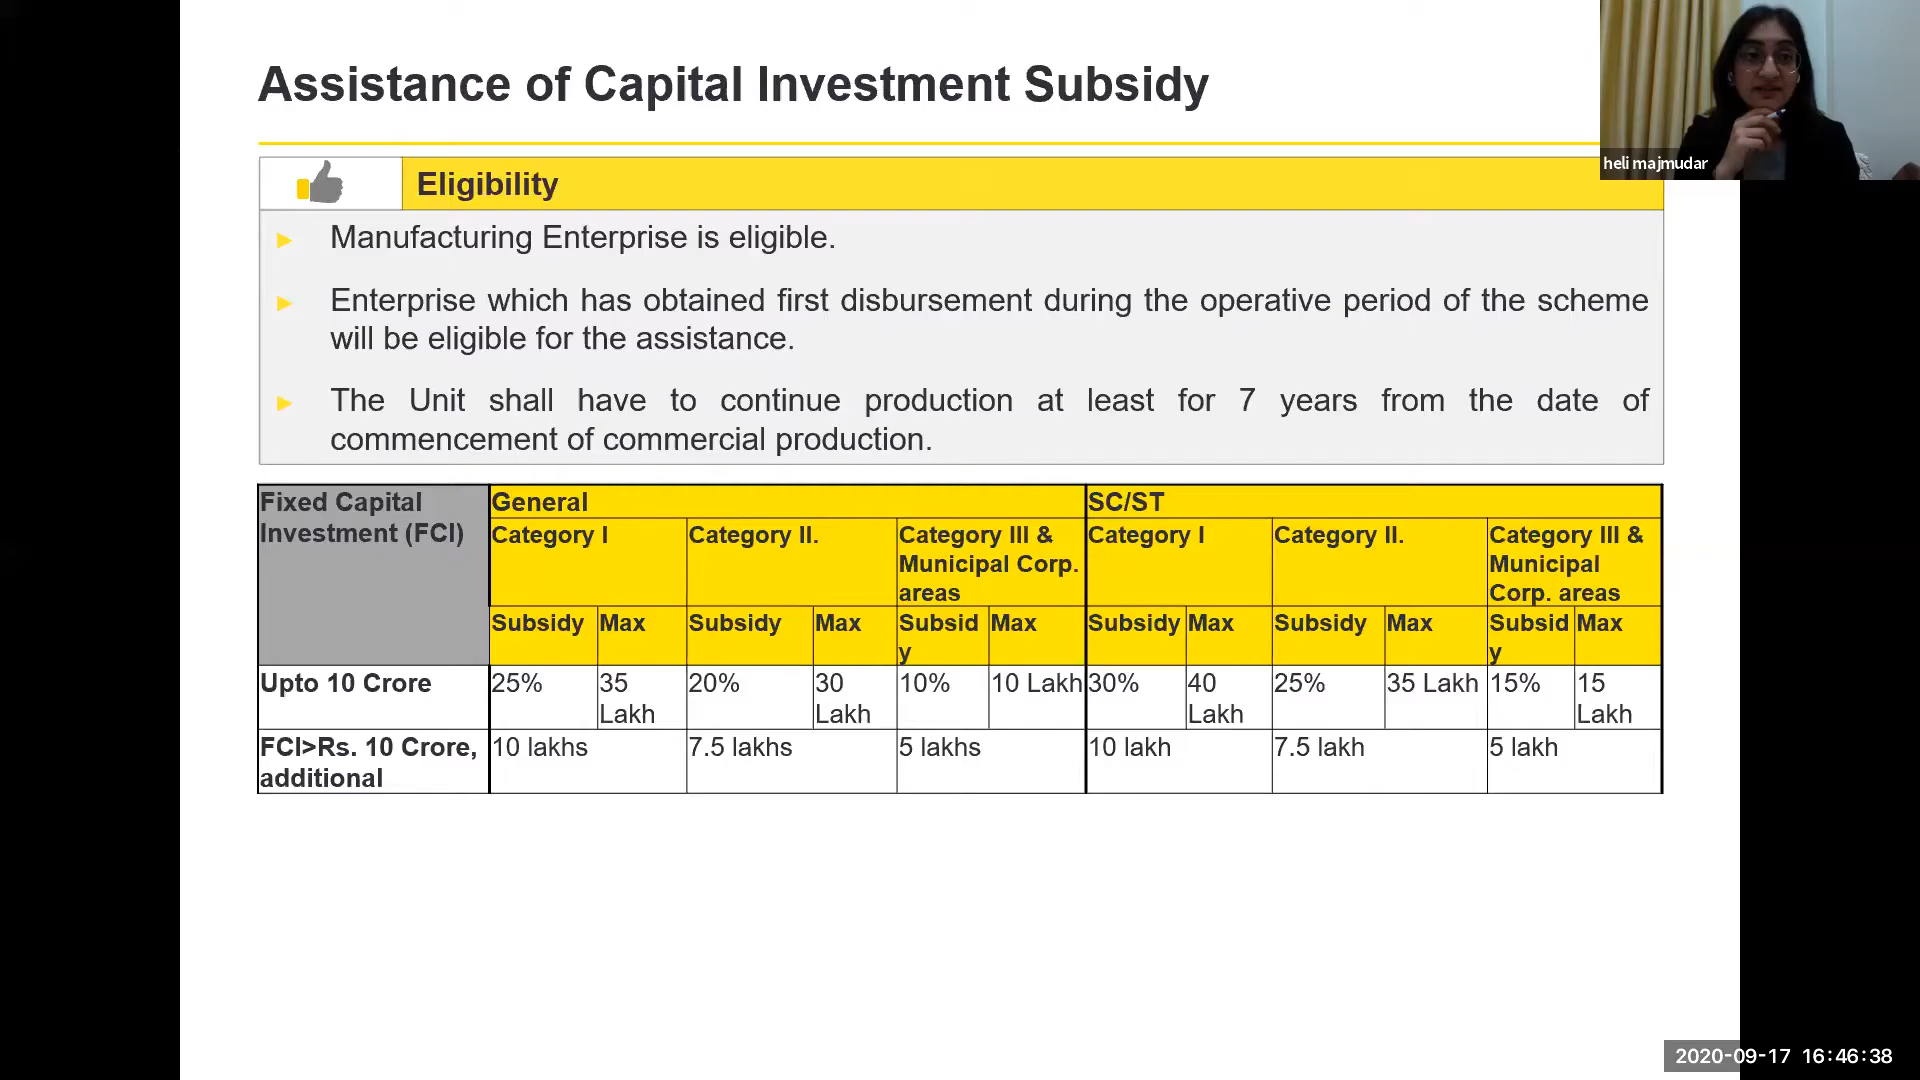 Assistance of Capital Investment Subsidy
heli majmudar
Eligibility
Manufacturing Enterprise is eligible.
Enterprise which has obtained first disbursement during the operative period of the scheme
will be eligible for the assistance.
The Unit shall have to continue production at least for 7 years from the date of
commencement of commercial production.
Fixed Capital
Investment (FCI)
General
SC/ST
Category I
Category II.
Category III &
Municipal Corp.
areas
Category I
Category II.
Category III &
Municipal
Corp. areas
Subsidy
Max
Subsidy
Max
Subsid
y
Max
Subsidy
Max
Subsidy
Max
Subsid
y
Max
Upto 10 Crore
25%
35
Lakh
20%
30
Lakh
10%
10 Lakh
30%
40
Lakh
25%
35 Lakh
15%
15
Lakh
FCI>Rs. 10 Crore,
additional
10 lakhs
7.5 lakhs
5 lakhs
10 lakh
7.5 lakh
5 lakh
2020-09-17 16:46:38